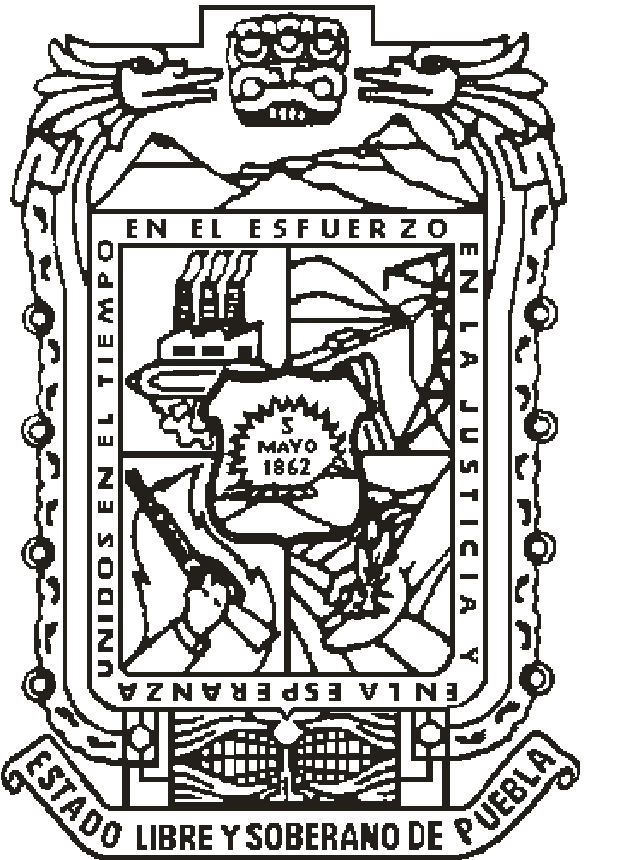 UNIDOS EN EL TIEMPO
EN EL ESFUERZO
EN LA JUSTICIA Y
EN LA ESPERANZA
5
MAYO
1862
ESTADO LIBRE Y SOBERANO DE PUEBLA